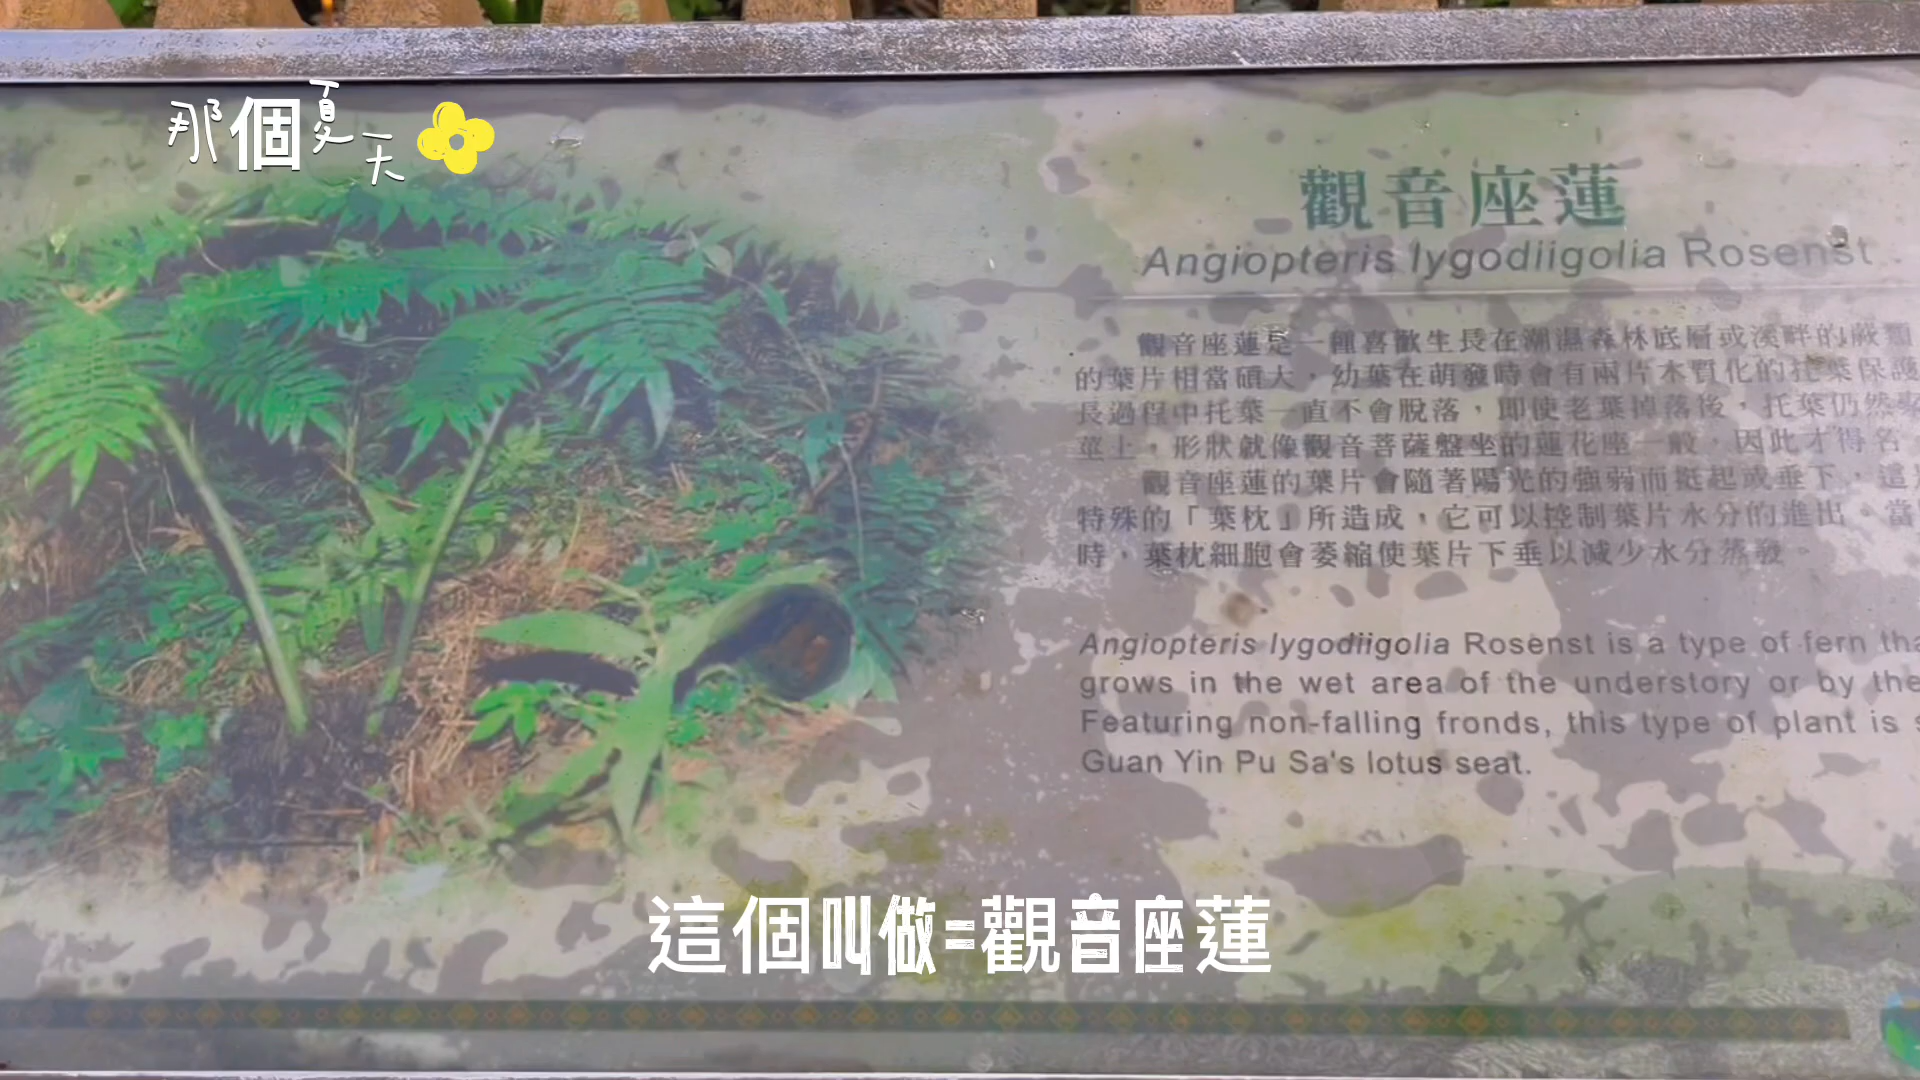 那個夏天
觀音座蓮
Angiopteris lygodiigolia Rosenst.
觀音座蓮是一種喜歡生長在潮濕森林底層或溪畔的蕨類
的葉片相當碩大，幼葉在萌發時會有兩片木質化的托葉保護
長過程中托葉一直不會脫落，即使老葉掉落後，托葉仍然
莖上，形狀就像觀音菩薩盤坐的蓮花座一般，因此才得名。
觀音座蓮的葉片會隨著陽光的強弱而挺起或垂下，這
特殊的「葉枕」所造成，它可以控制葉片水分的進出。當
時，葉枕細胞會萎縮使葉片下垂以減少水分蒸發。
Angiopteris lygodiigolia Rosenst is a type of fern tha
grows in the wet area of the understory or by the
Featuring non-falling fronds, this type of plant is s
Guan Yin Pu Sa's lotus seat.
這個叫做=觀音座蓮